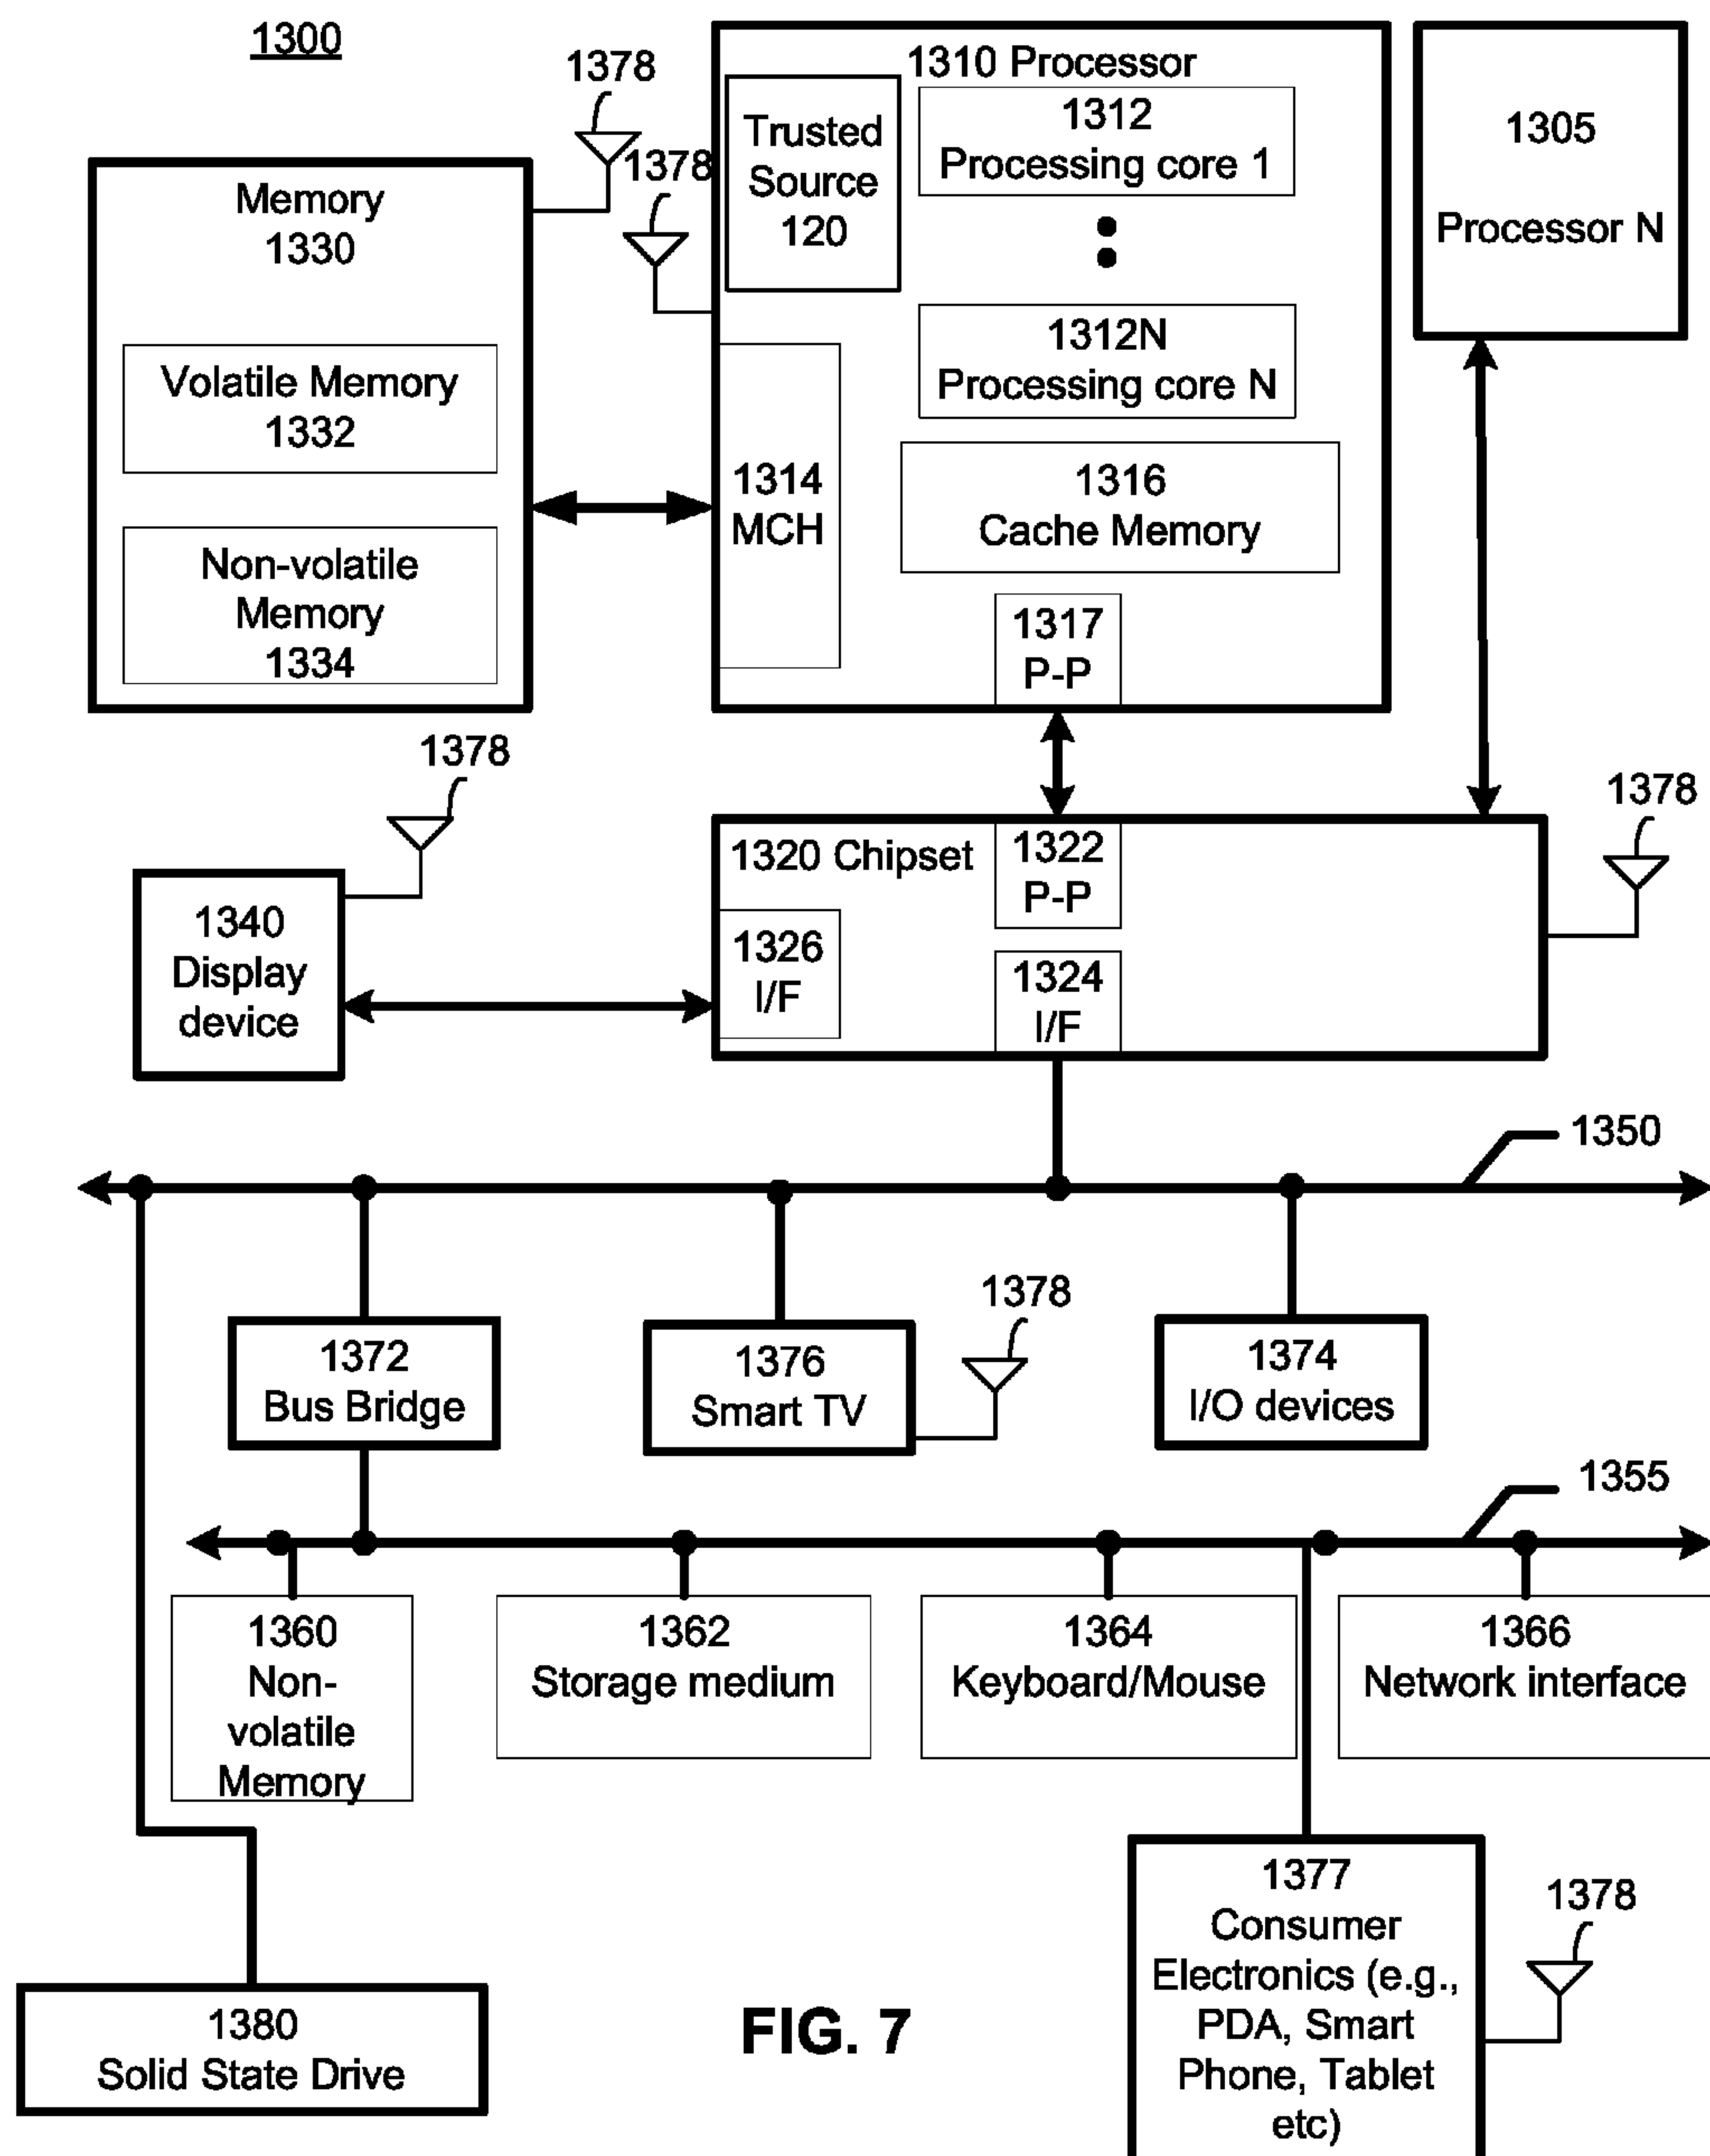 1300
1378
1378
1310 Processor
Trusted
Source
120
1312
Processing core 1
1312N
Processing core N
1314
MCH
1316
Cache Memory
1317
P-P
1305
Processor N
Memory
1330
Volatile Memory
1332
Non-volatile
Memory
1334
1378
1378
1340
Display
device
1320 Chipset
1322
P-P
1326
I/F
1324
I/F
1350
1372
Bus Bridge
1376
Smart TV
1378
1374
I/O devices
1355
1360
Non-
volatile
Memory
1362
Storage medium
1364
Keyboard/Mouse
1366
Network interface
1380
Solid State Drive
FIG. 7
1377
Consumer
Electronics (e.g.,
PDA, Smart
Phone, Tablet
etc)
1378